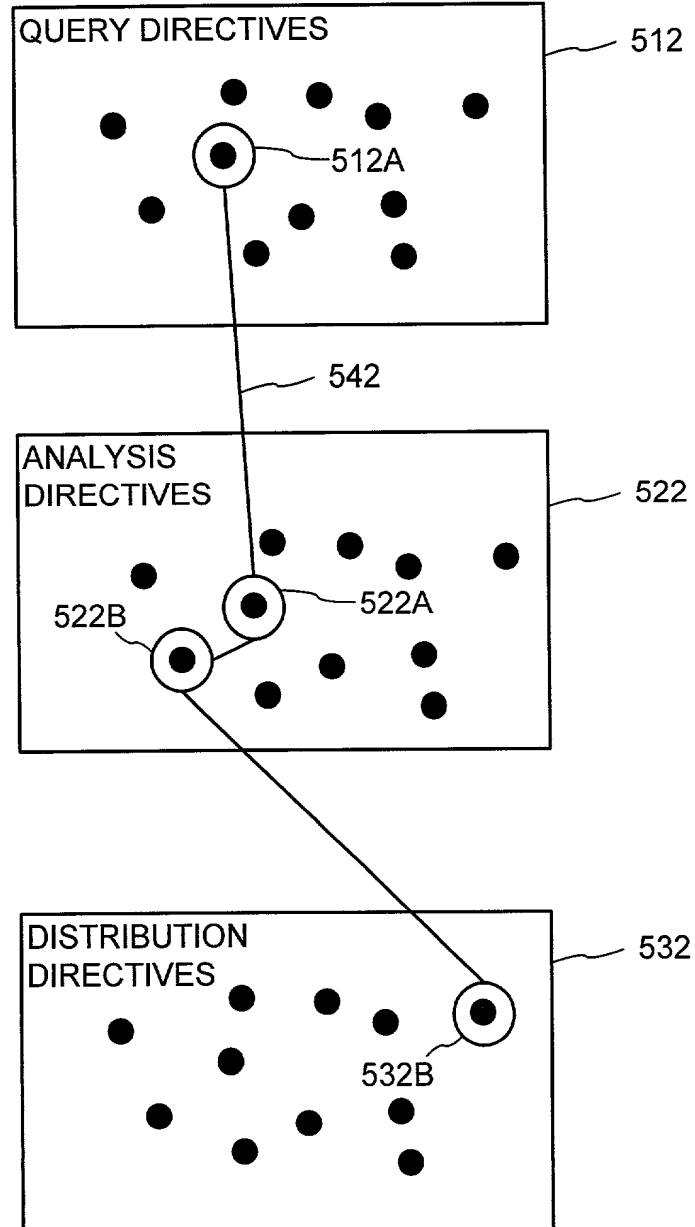 QUERY DIRECTIVES
512
512A
542
ANALYSIS
DIRECTIVES
522
522A
522B
DISTRIBUTION
DIRECTIVES
532
532B